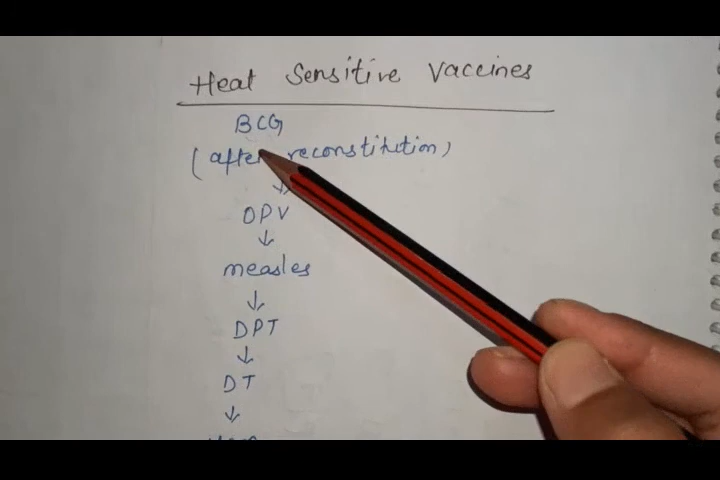 Heat Sensitive Vaccines
BCG
(after reconstitution)
↓
OPV
↓
measles
↓
DPT
↓
DT
↓